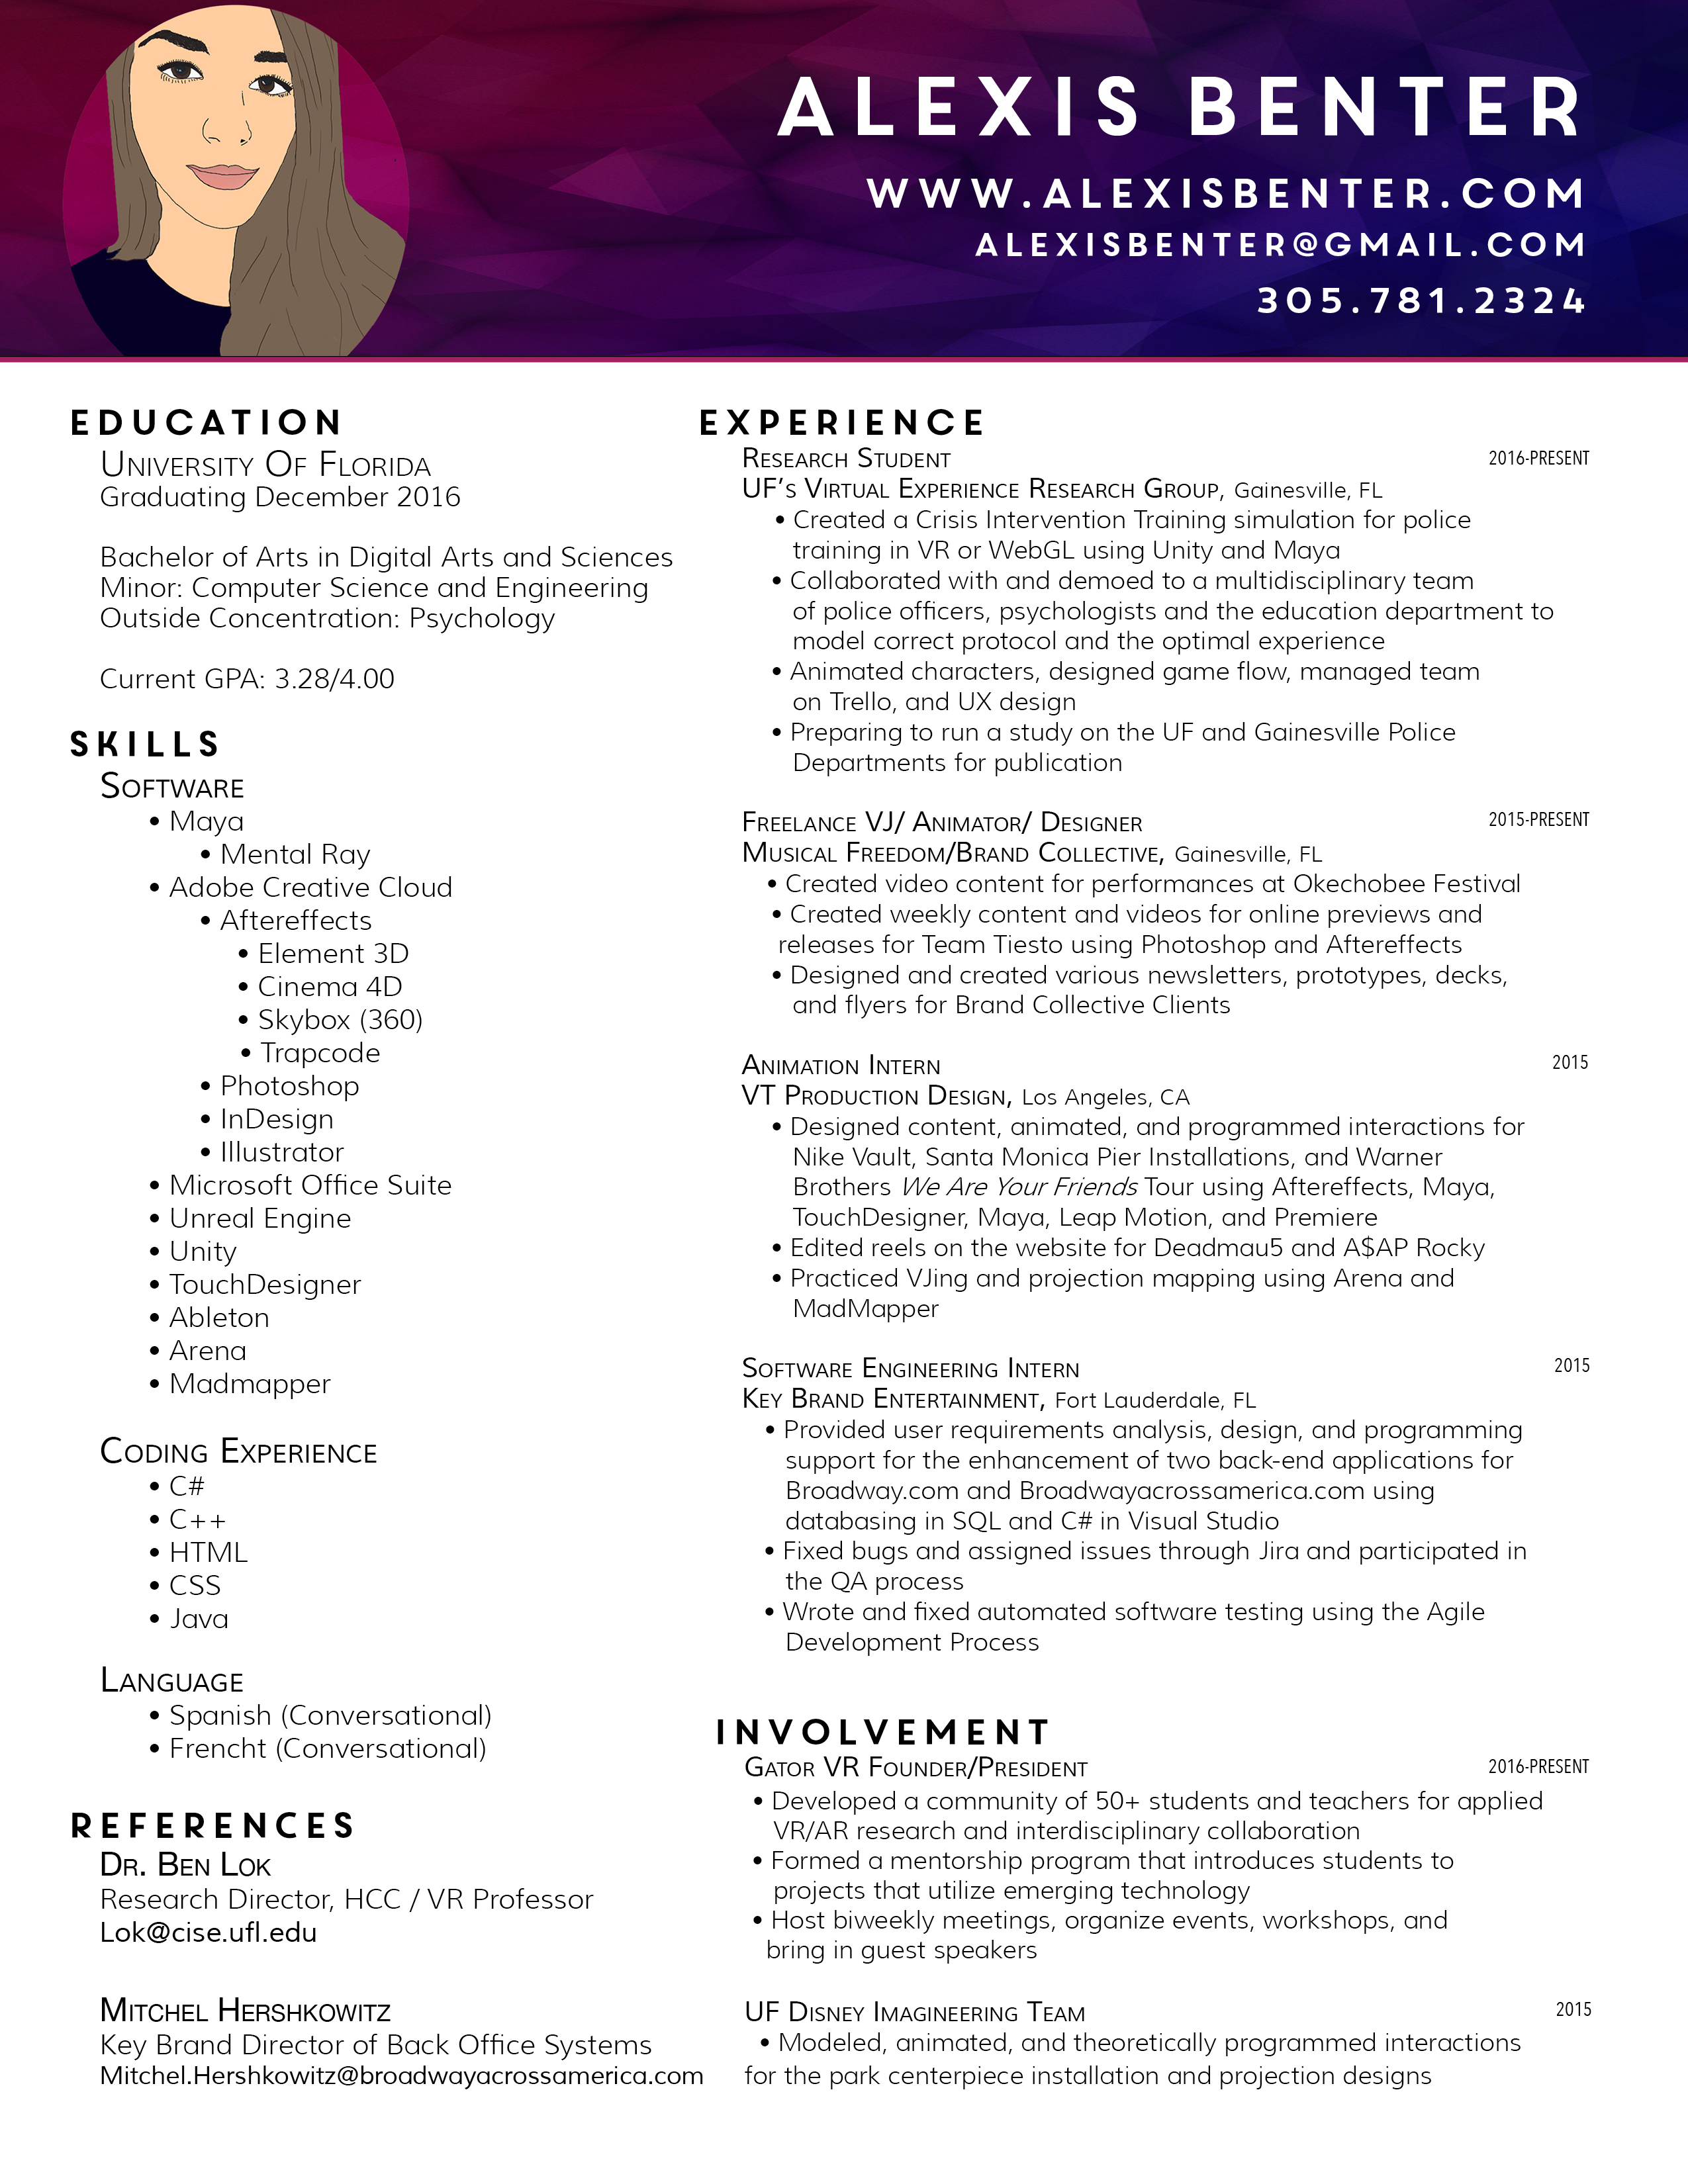 ALEXIS BENTER
WWW.ALEXISBENTER.COM
ALEXISBENTER@GMAIL.COM
305.781.2324
EDUCATION
University Of Florida
Graduating December 2016
Bachelor of Arts in Digital Arts and Sciences
Minor: Computer Science and Engineering
Outside Concentration: Psychology
Current GPA: 3.28/4.00
SKILLS
Software
• Maya
• Mental Ray
• Adobe Creative Cloud
• Aftereffects
• Element 3D
• Cinema 4D
• Skybox (360)
• Trapcode
• Photoshop
• InDesign
• Illustrator
• Microsoft Office Suite
• Unreal Engine
• Unity
• TouchDesigner
• Ableton
• Arena
• Madmapper
Coding Experience
• C#
• C++
• HTML
• CSS
• Java
Language
• Spanish (Conversational)
• Frencht (Conversational)
REFERENCES
Dr. Ben Lok
Research Director, HCC / VR Professor
Lok@cise.ufl.edu
Mitchel Hershkowitz
Key Brand Director of Back Office Systems
Mitchel.Hershkowitz@broadwayacrossamerica.com
EXPERIENCE
Research Student 2016-PRESENT
UF's Virtual Experience Research Group, Gainesville, FL
• Created a Crisis Intervention Training simulation for police
training in VR or WebGL using Unity and Maya
• Collaborated with and demoed to a multidisciplinary team
of police officers, psychologists and the education department to
model correct protocol and the optimal experience
• Animated characters, designed game flow, managed team
on Trello, and UX design
• Preparing to run a study on the UF and Gainesville Police
Departments for publication
Freelance VJ/ Animator/ Designer 2015-PRESENT
Musical Freedom/Brand Collective, Gainesville, FL
• Created video content for performances at Okechobee Festival
• Created weekly content and videos for online previews and
releases for Team Tiesto using Photoshop and Aftereffects
• Designed and created various newsletters, prototypes, decks,
and flyers for Brand Collective Clients
Animation Intern 2015
VT Production Design, Los Angeles, CA
• Designed content, animated, and programmed interactions for
Nike Vault, Santa Monica Pier Installations, and Warner
Brothers We Are Your Friends Tour using Aftereffects, Maya,
TouchDesigner, Maya, Leap Motion, and Premiere
• Edited reels on the website for Deadmau5 and A$AP Rocky
• Practiced VJing and projection mapping using Arena and
MadMapper
Software Engineering Intern 2015
Key Brand Entertainment, Fort Lauderdale, FL
• Provided user requirements analysis, design, and programming
support for the enhancement of two back-end applications for
Broadway.com and Broadwayacrossamerica.com using
databasing in SQL and C# in Visual Studio
• Fixed bugs and assigned issues through Jira and participated in
the QA process
• Wrote and fixed automated software testing using the Agile
Development Process
INVOLVEMENT
Gator VR Founder/President 2016-PRESENT
• Developed a community of 50+ students and teachers for applied
VR/AR research and interdisciplinary collaboration
• Formed a mentorship program that introduces students to
projects that utilize emerging technology
• Host biweekly meetings, organize events, workshops, and
bring in guest speakers
UF Disney Imagineering Team 2015
• Modeled, animated, and theoretically programmed interactions
for the park centerpiece installation and projection designs